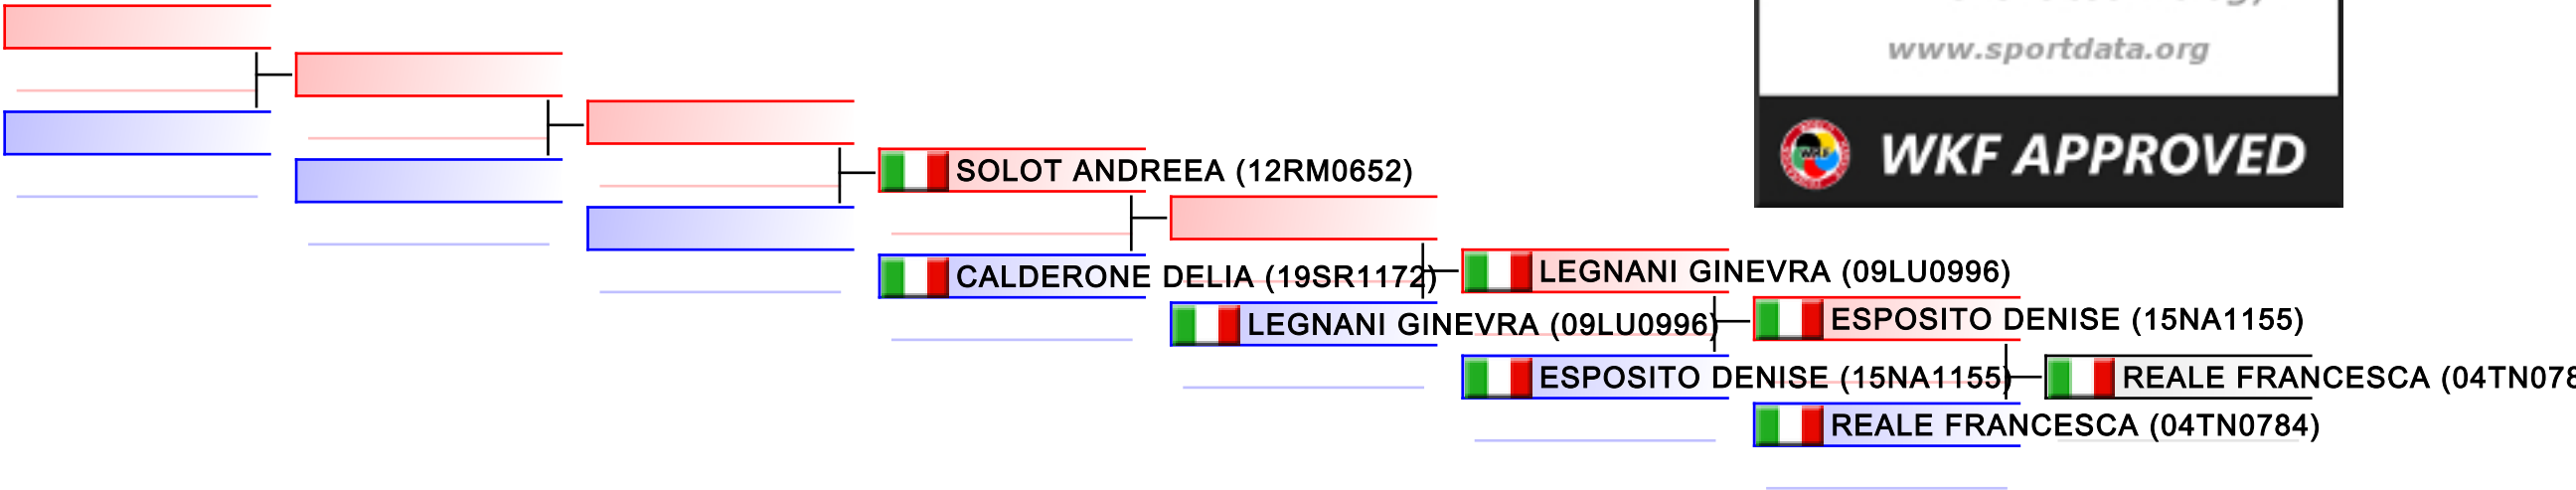 www.sportdata.org
WKF APPROVED
SOLOT ANDREEA (12RM0652)
CALDERONE DELIA (19SR1172)
LEGNANI GINEVRA (09LU0996)
LEGNANI GINEVRA (09LU0996)
ESPOSITO DENISE (15NA1155)
ESPOSITO DENISE (15NA1155)
REALE FRANCESCA (04TN078
REALE FRANCESCA (04TN0784)